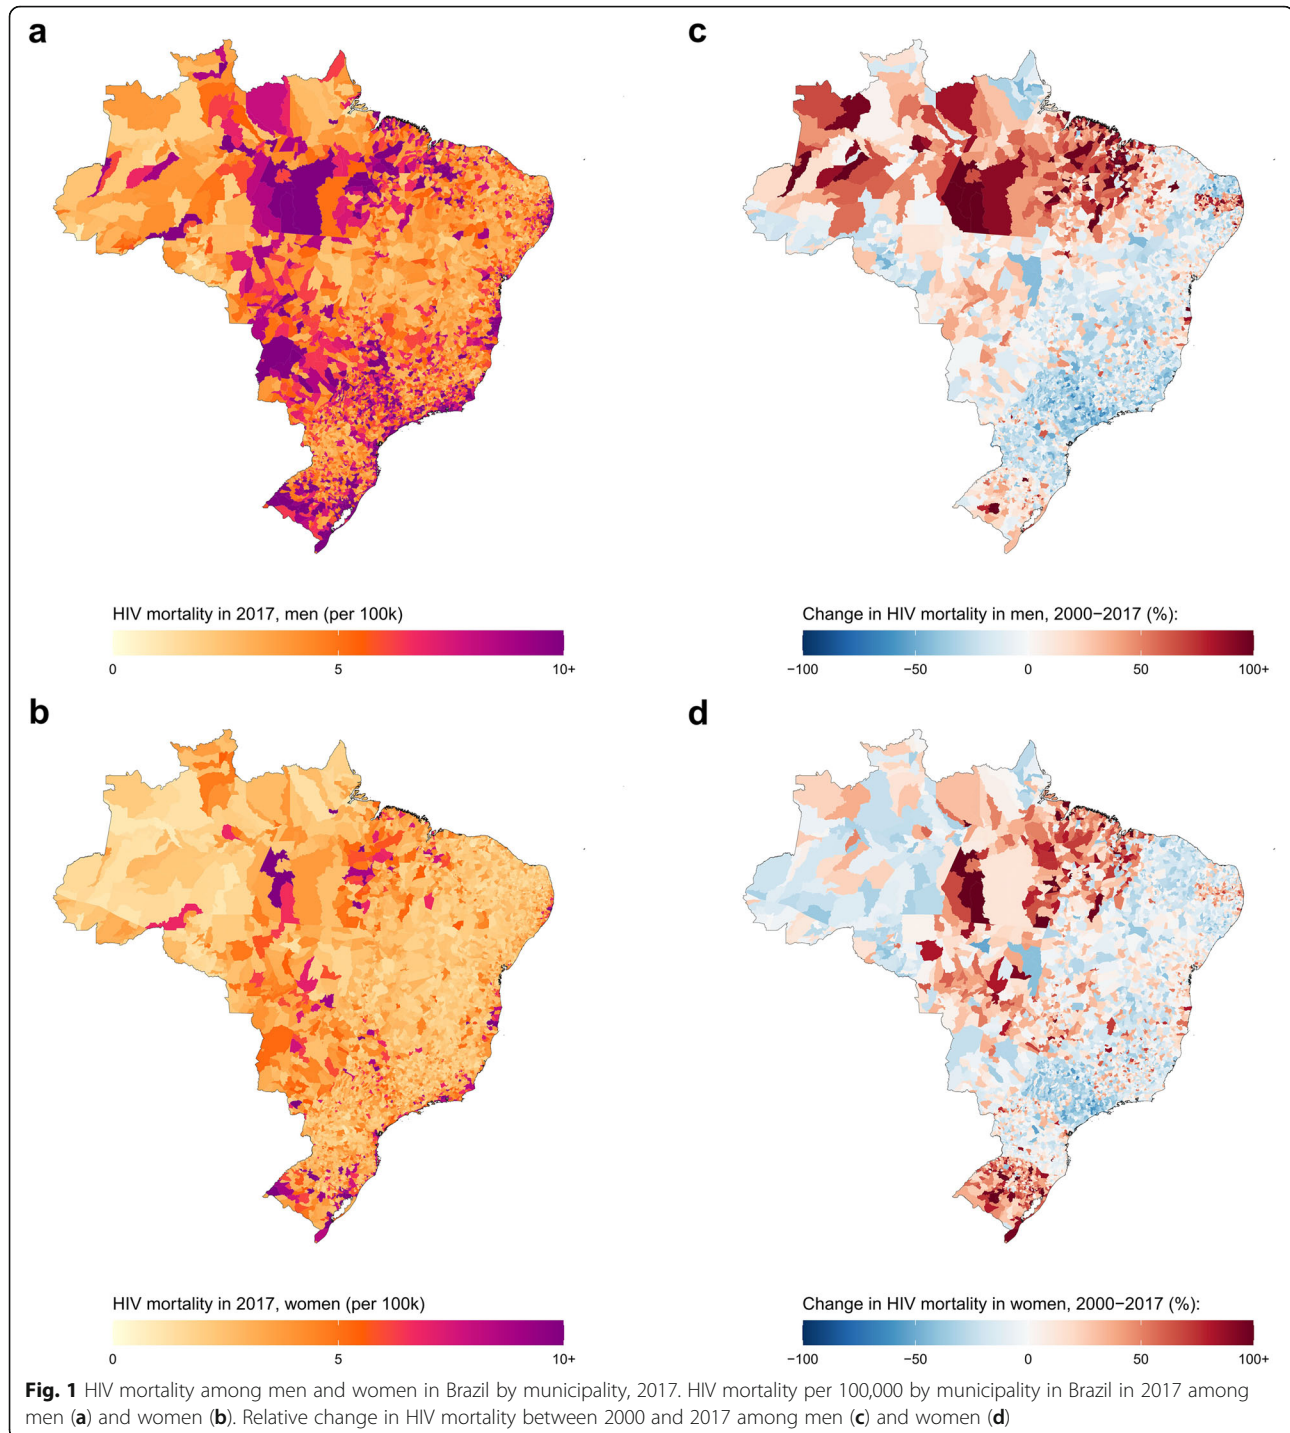 a
c
HIV mortality in 2017, men (per 100k)
0 5 10+
Change in HIV mortality in men, 2000−2017 (%):
−100 −50 0 50 100+
b
d
HIV mortality in 2017, women (per 100k)
0 5 10+
Change in HIV mortality in women, 2000−2017 (%):
−100 −50 0 50 100+
Fig. 1 HIV mortality among men and women in Brazil by municipality, 2017. HIV mortality per 100,000 by municipality in Brazil in 2017 among
men (a) and women (b). Relative change in HIV mortality between 2000 and 2017 among men (c) and women (d)